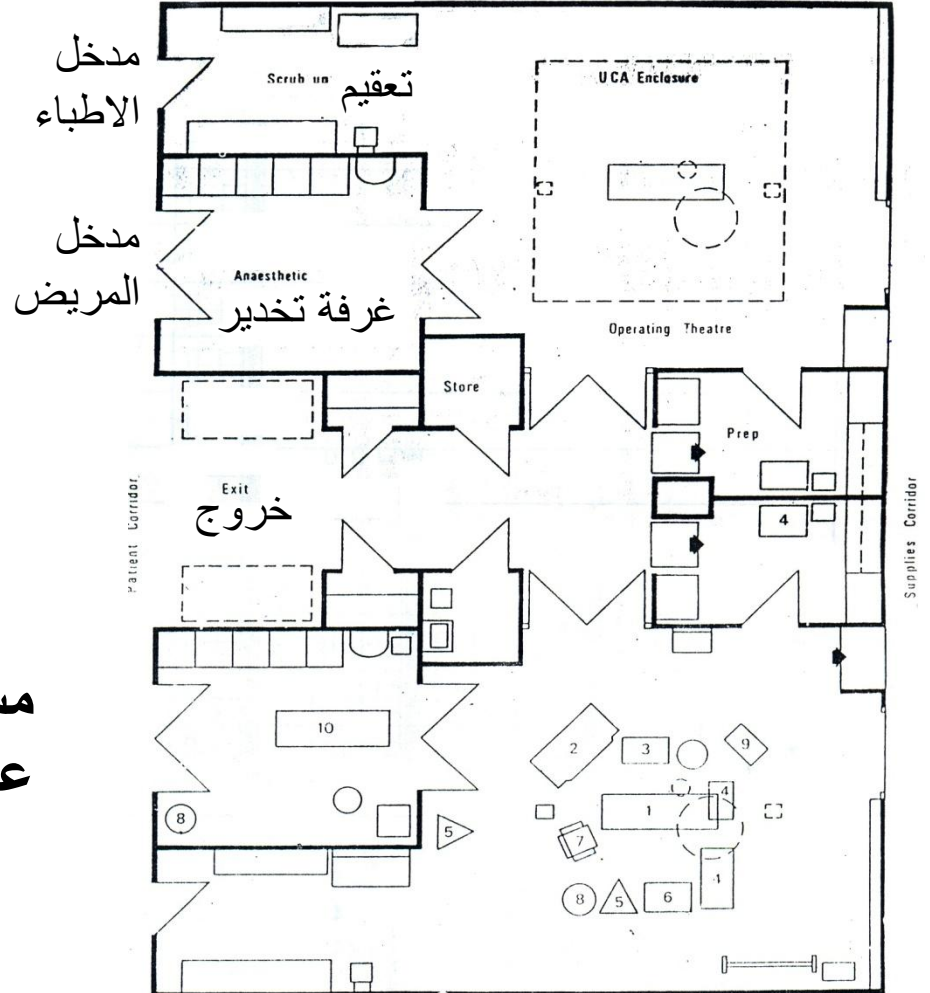 مدخل
الاطباء
Scrub up
تعقيم
UCA Enclosure
مدخل
المريض
Anaesthetic
غرفة تخدير
Operating Theatre
Store
Prep
Patient Corridor
Exit
خروج
4
Supplies Corridor
10
2
3
9
1
4
8
5
7
8
5
6
4